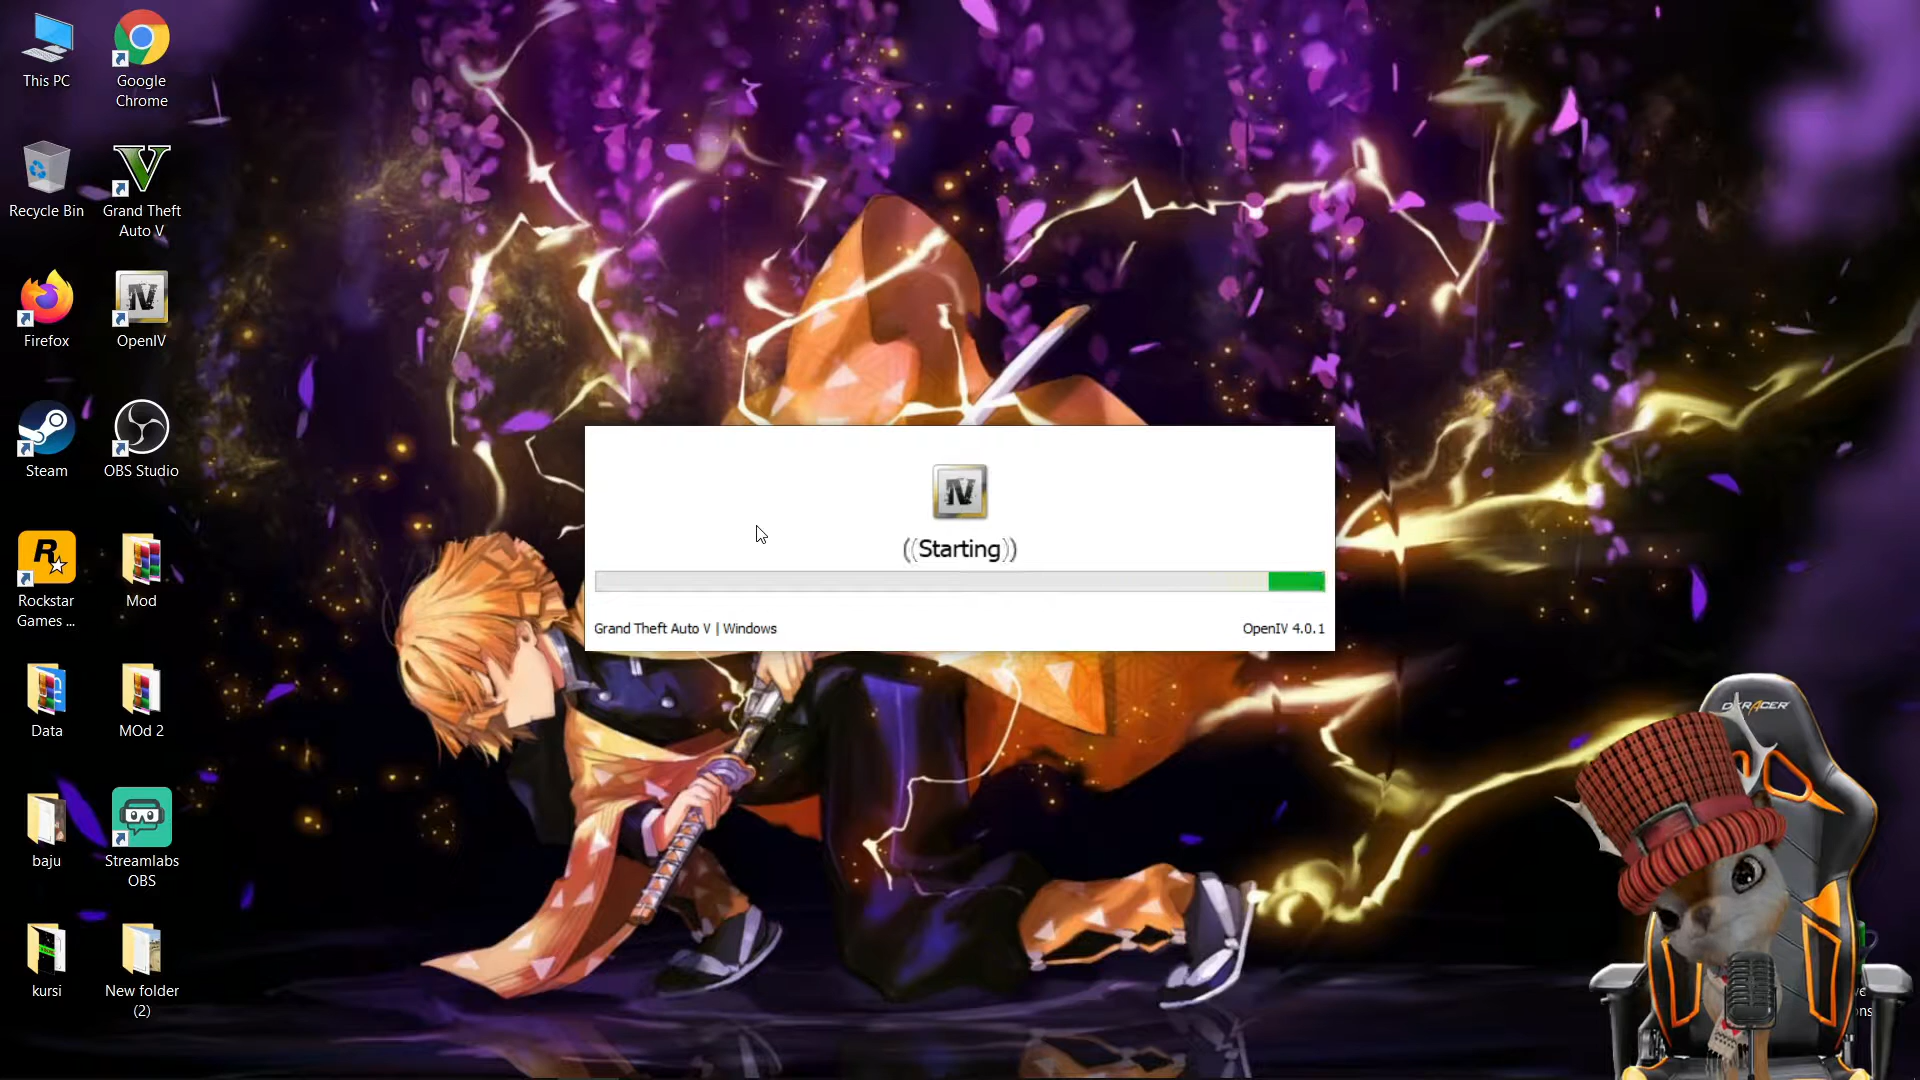 This PC
Google
Chrome
Recycle Bin
Grand Theft
Auto V
Firefox
OpenIV
Steam
OBS Studio
Rockstar
Games ...
Mod
Data
MOd 2
baju
Streamlabs
OBS
kursi
New folder
(2)
IV
((Starting))
Grand Theft Auto V | Windows
OpenIV 4.0.1